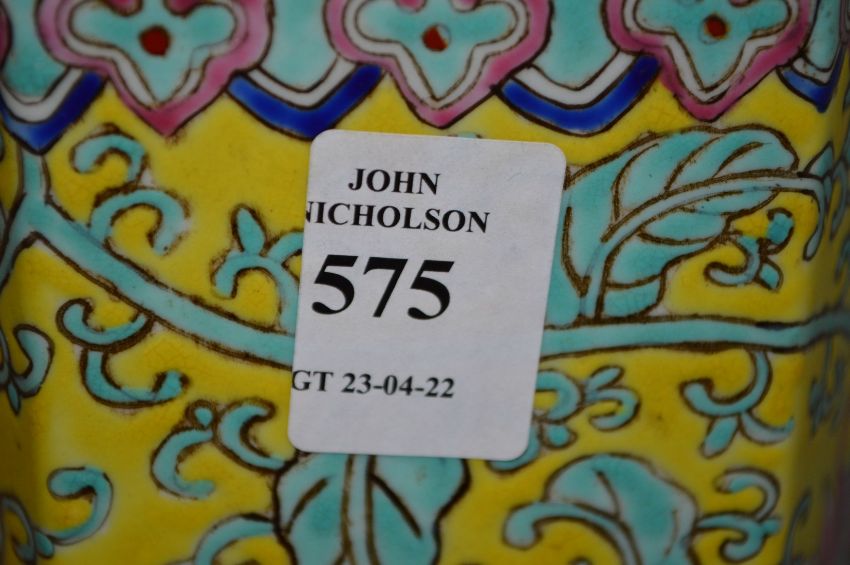 JOHN
NICHOLSON
575
GT 23-04-22